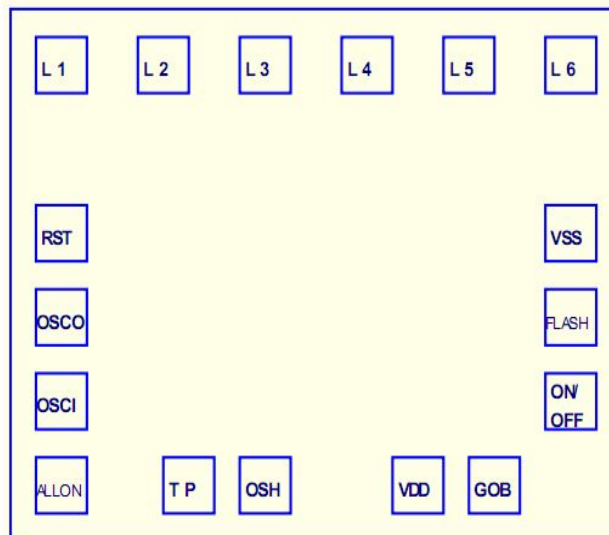 L 1 L 2 L 3 L 4 L 5 L 6
RST VSS
OSCO FLASH
OSCI ON/
OFF
ALLON T P OSH VDD GOB